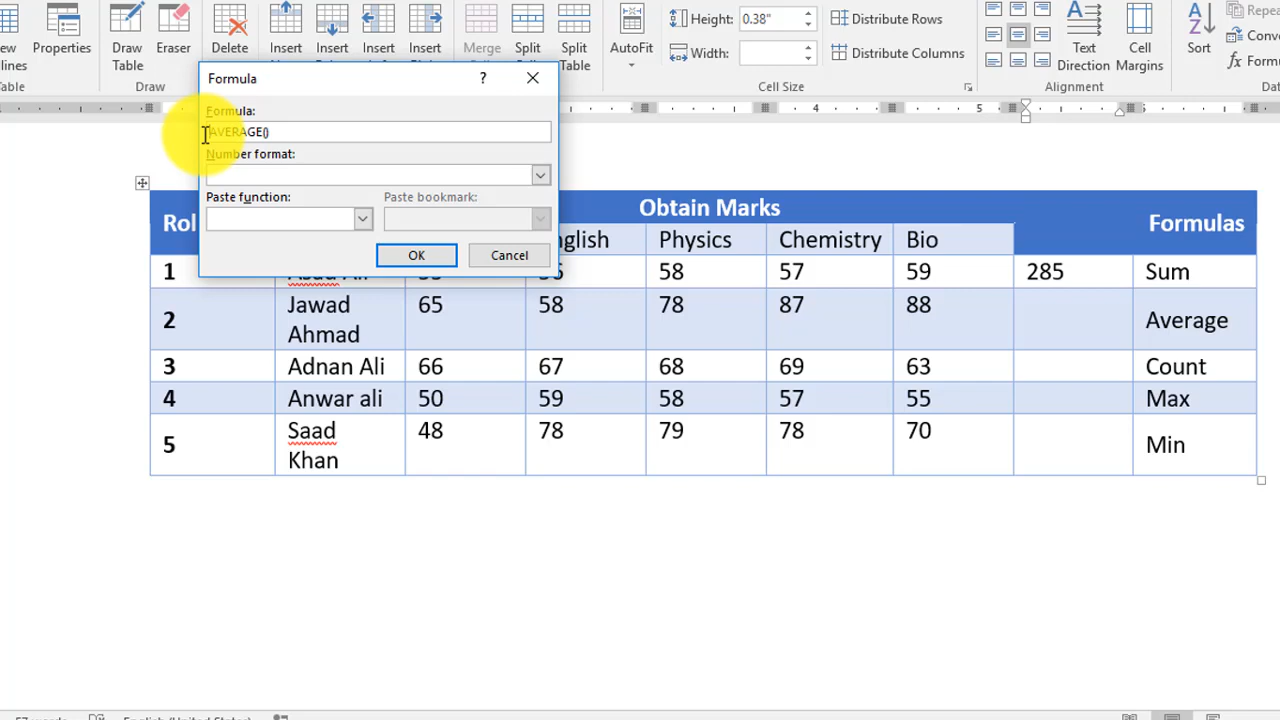 Properties
Draw
Table
Eraser
Delete
Insert
Insert
Insert
Insert
Merge
Split
Split
Table
AutoFit
Height: 0.38"
Width:
Distribute Rows
Distribute Columns
Text
Direction
Cell
Margins
Sort
Draw
Cell Size
Alignment
Formula
?
Formula:
AVERAGE()
Number format:
Paste function:
Paste bookmark:
OK
Cancel
4
5
Rol Obtain Marks Formulas
nglish Physics Chemistry Bio
1 58 57 59 285 Sum
2 Jawad Ahmad 65 58 78 87 88 Average
3 Adnan Ali 66 67 68 69 63 Count
4 Anwar ali 50 59 58 57 55 Max
5 Saad Khan 48 78 79 78 70 Min